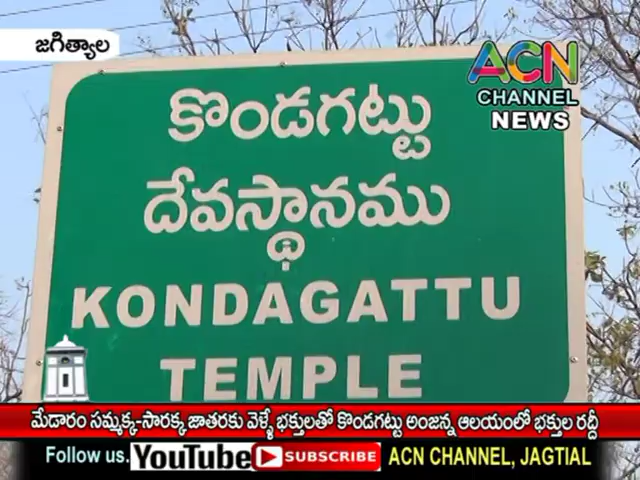 జగిత్యాల
ACN
CHANNEL
NEWS
కొండగట్టు
దేవస్థానము
KONDAGATTU
TEMPLE
మేడారం సమ్మక్క-సారక్క జాతరకు వెళ్ళే భక్తులతో కొండగట్టు అంజన్న ఆలయంలో భక్తుల రద్దీ
Follow us. YouTube SUBSCRIBE ACN CHANNEL, JAGTIAL